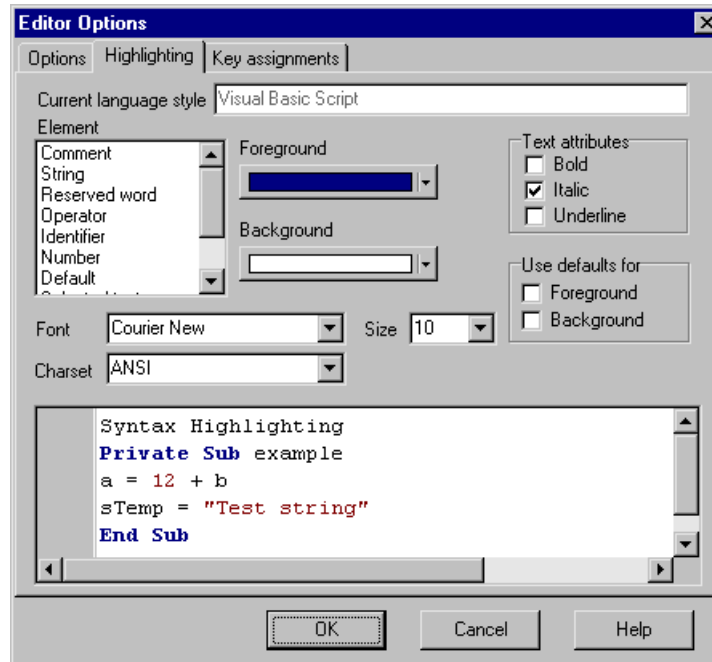 Editor Options
Options Highlighting Key assignments
Current language style Visual Basic Script
Element
Comment
String
Reserved word
Operator
Identifier
Number
Default
Foreground
Background
Text attributes
Bold
Italic
Underline
Use defaults for
Foreground
Background
Font Courier New Size 10
Charset ANSI
Syntax Highlighting
Private Sub example
a = 12 + b
sTemp = "Test string"
End Sub
OK Cancel Help